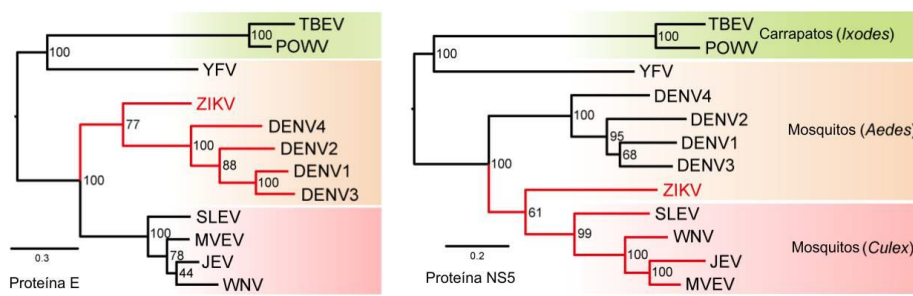 TBEV
100
POWV
100
YFV
ZIKV
77
DENV4
100
DENV2
88
DENV1
100
DENV3
100
SLEV
100
MVEV
78
JEV
44
WNV
0.3
Proteína E
TBEV
100
POWV
Carrapatos (Ixodes)
100
YFV
DENV4
100
DENV2
95
DENV1
68
DENV3
Mosquitos (Aedes)
100
ZIKV
61
SLEV
99
WNV
100
JEV
100
MVEV
Mosquitos (Culex)
0.2
Proteína NS5